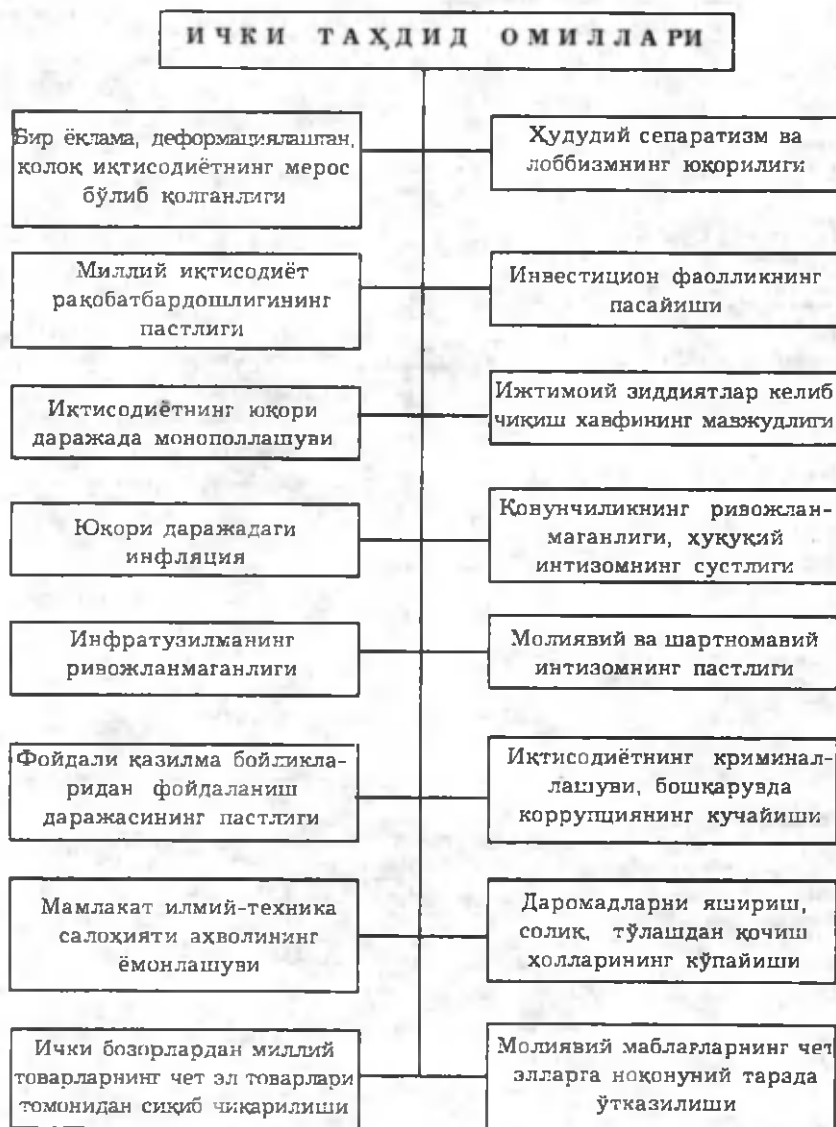 ИЧКИ ТАҲДИД ОМИЛЛАРИ
Бир ёқлама, деформациялашган,
қолоқ иқтисодиётнинг мерос
бўлиб қолганлиги
Ҳудудий сепаратизм ва
лоббизмнинг юқорилиги
Миллий иқтисодиёт
рақобатбардошлигининг
пастлиги
Инвестицион фаолликнинг
пасайиши
Иқтисодиётнинг юқори
даражада монополлашуви
Ижтимоий зиддиятлар келиб
чиқиш хавфининг мавжудлиги
Юқори даражадаги
инфляция
Қонунчиликнинг ривожлан-
маганлиги, хуқуқий
интизомнинг сустлиги
Инфратузилманинг
ривожланмаганлиги
Молиявий ва шартномавий
интизомнинг пастлиги
Фойдали қазилма бойликла-
ридан фойдаланиш
даражасининг пастлиги
Иқтисодиётнинг криминал-
лашуви, бошқарувда
коррупциянинг кучайиши
Мамлакат илмий-техника
салоҳияти аҳволининг
ёмонлашуви
Даромадларни яшириш,
солиқ, тўлашдан қочиш
ҳолларининг кўпайиши
Ички бозорлардан миллий
товарларнинг чет эл товарлари
томонидан сиқиб чиқарилиши
Молиявий маблағларнинг чет
элларга ноқонуний тарзда
ўтказилиши